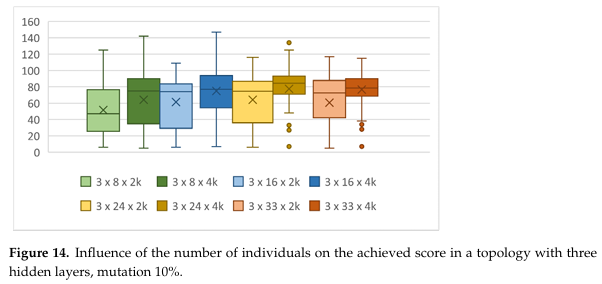 160
140
120
100
80
60
40
20
0
3 x 8 x 2k 3 x 8 x 4k 3 x 16 x 2k 3 x 16 x 4k
3 x 24 x 2k 3 x 24 x 4k 3 x 33 x 2k 3 x 33 x 4k
Figure 14. Influence of the number of individuals on the achieved score in a topology with three
hidden layers, mutation 10%.